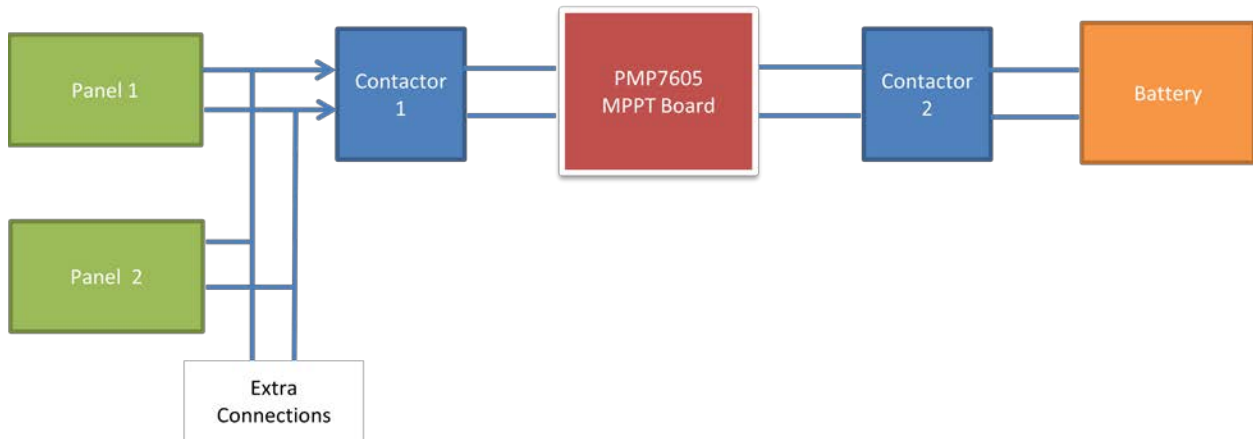 Panel 1
Contactor
1
PMP7605
MPPT Board
Contactor
2
Battery
Panel 2
Extra
Connections